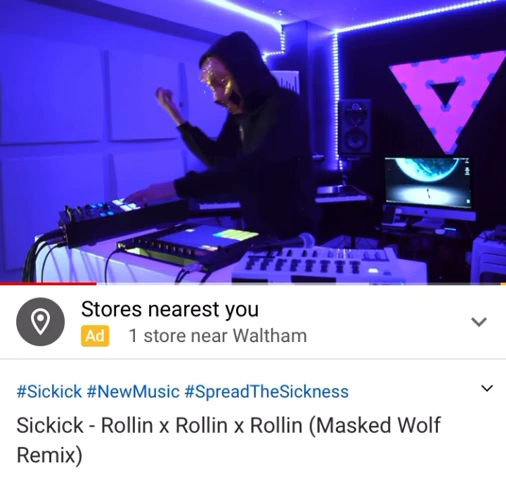 Stores nearest you
Ad 1 store near Waltham
#Sickick #NewMusic #SpreadTheSickness
Sickick - Rollin x Rollin x Rollin (Masked Wolf
Remix)